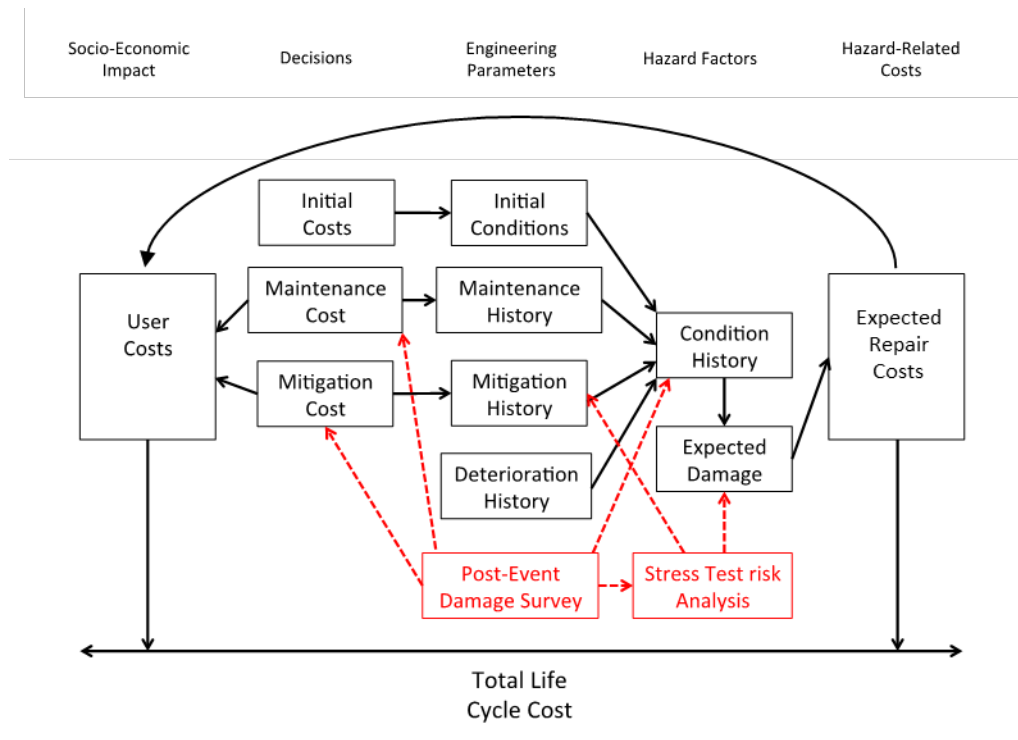 Socio-Economic
Impact
Decisions
Engineering
Parameters
Hazard Factors
Hazard-Related
Costs
Initial
Costs
Initial
Conditions
Maintenance
Cost
Maintenance
History
User
Costs
Condition
History
Expected
Repair
Costs
Mitigation
Cost
Mitigation
History
Deterioration
History
Expected
Damage
Post-Event
Damage Survey
Stress Test risk
Analysis
Total Life
Cycle Cost